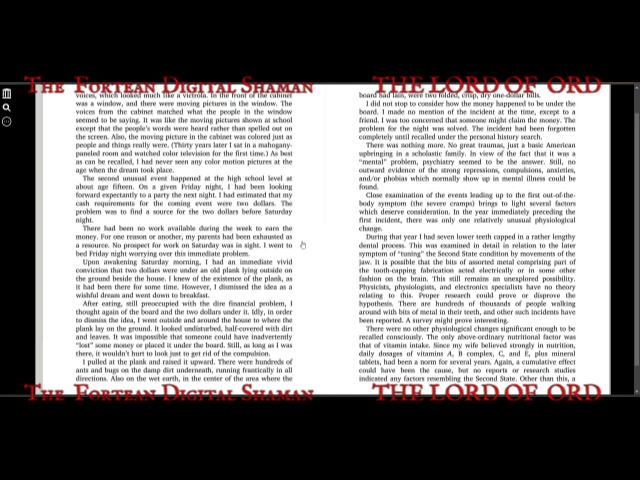 THE FORTEAN DIGITAL SHAMAN
THE LORD OF ORD
voices, which looked much like a victrola. In the front of the cabinet
was a window, and there were moving pictures in the window. The
voices from the cabinet matched what the people in the window
seemed to be saying. It was like the moving pictures shown at school
except that the people's words were heard rather than spelled out on
the screen. Also, the moving picture in the cabinet was colored just as
people and things really were. (Thirty years later I sat in a mahogany-
paneled room and watched color television for the first time.) As best
as can be recalled, I had never seen any color motion pictures at the
age when the dream took place.
The second unusual event happened at the high school level at
about age fifteen. On a given Friday night, I had been looking
forward expectantly to a party the next night. I had estimated that my
cash requirements for the coming event were two dollars. The
problem was to find a source for the two dollars before Saturday
night.
There had been no work available during the week to earn the
money. For one reason or another, my parents had been exhausted as
a resource. No prospect for work on Saturday was in sight. I went to
bed Friday night worrying over this immediate problem.
Upon awakening Saturday morning, I had an immediate vivid
conviction that two dollars were under an old plank lying outside on
the ground beside the house. I knew of the existence of the plank, as
it had been there for some time. However, I dismissed the idea as a
wishful dream and went down to breakfast.
After eating, still preoccupied with the dire financial problem, I
thought again of the board and the two dollars under it. Idly, in order
to dismiss the idea, I went outside and around the house to where the
plank lay on the ground. It looked undisturbed, half-covered with dirt
and leaves. It was impossible that someone could have inadvertently
"lost" some money or placed it under the board. Still, as long as I was
there, it wouldn't hurt to look just to get rid of the compulsion.
I pulled at the plank and raised it upward. There were hundreds of
ants and bugs on the damp dirt underneath, running frantically in all
directions. Also on the wet earth, in the center of the area where the
board had lain, were two folded, crisp, dry one-dollar bills.
I did not stop to consider how the money happened to be under the
board. I made no mention of the incident at the time, except to a
friend. I was too concerned that someone might claim the money. The
problem for the night was solved. The incident had been forgotten
completely until recalled under the personal history search.
There was nothing more. No great traumas, just a basic American
upbringing in a scholastic family. In view of the fact that it was a
"mental" problem, psychiatry seemed to be the answer. Still, no
outward evidence of the strong repressions, compulsions, anxieties,
and/or phobias which normally show up in mental illness could be
found.
Close examination of the events leading up to the first out-of-the-
body symptom (the severe cramps) brings to light several factors
which deserve consideration. In the year immediately preceding the
first incident, there was only one relatively unusual physiological
change.
During that year I had seven lower teeth capped in a rather lengthy
dental process. This was examined in detail in relation to the later
symptom of "tuning" the Second State condition by movements of the
jaw. It is possible that the bits of assorted metal comprising part of
the tooth-capping fabrication acted electrically or in some other
fashion on the brain. This still remains an unexplored possibility.
Physicists, physiologists, and electronics specialists have no theory
relating to this. Proper research could prove or disprove the
hypothesis. There are hundreds of thousands of people walking
around with bits of metal in their teeth, and other such incidents have
been reported. A survey might prove interesting.
There were no other physiological changes significant enough to be
recalled consciously. The only above-ordinary nutritional factor was
that of vitamin intake. Since my wife believed strongly in nutrition,
daily dosages of vitamins A, B complex, C, and E, plus mineral
tablets, had been a norm for several years. Again, a cumulative effect
could have been the cause, but no reports or research studies
indicated any factors resembling the Second State. Other than this, a
THE FORTEAN DIGITAL SHAMAN
THE LORD OF ORD